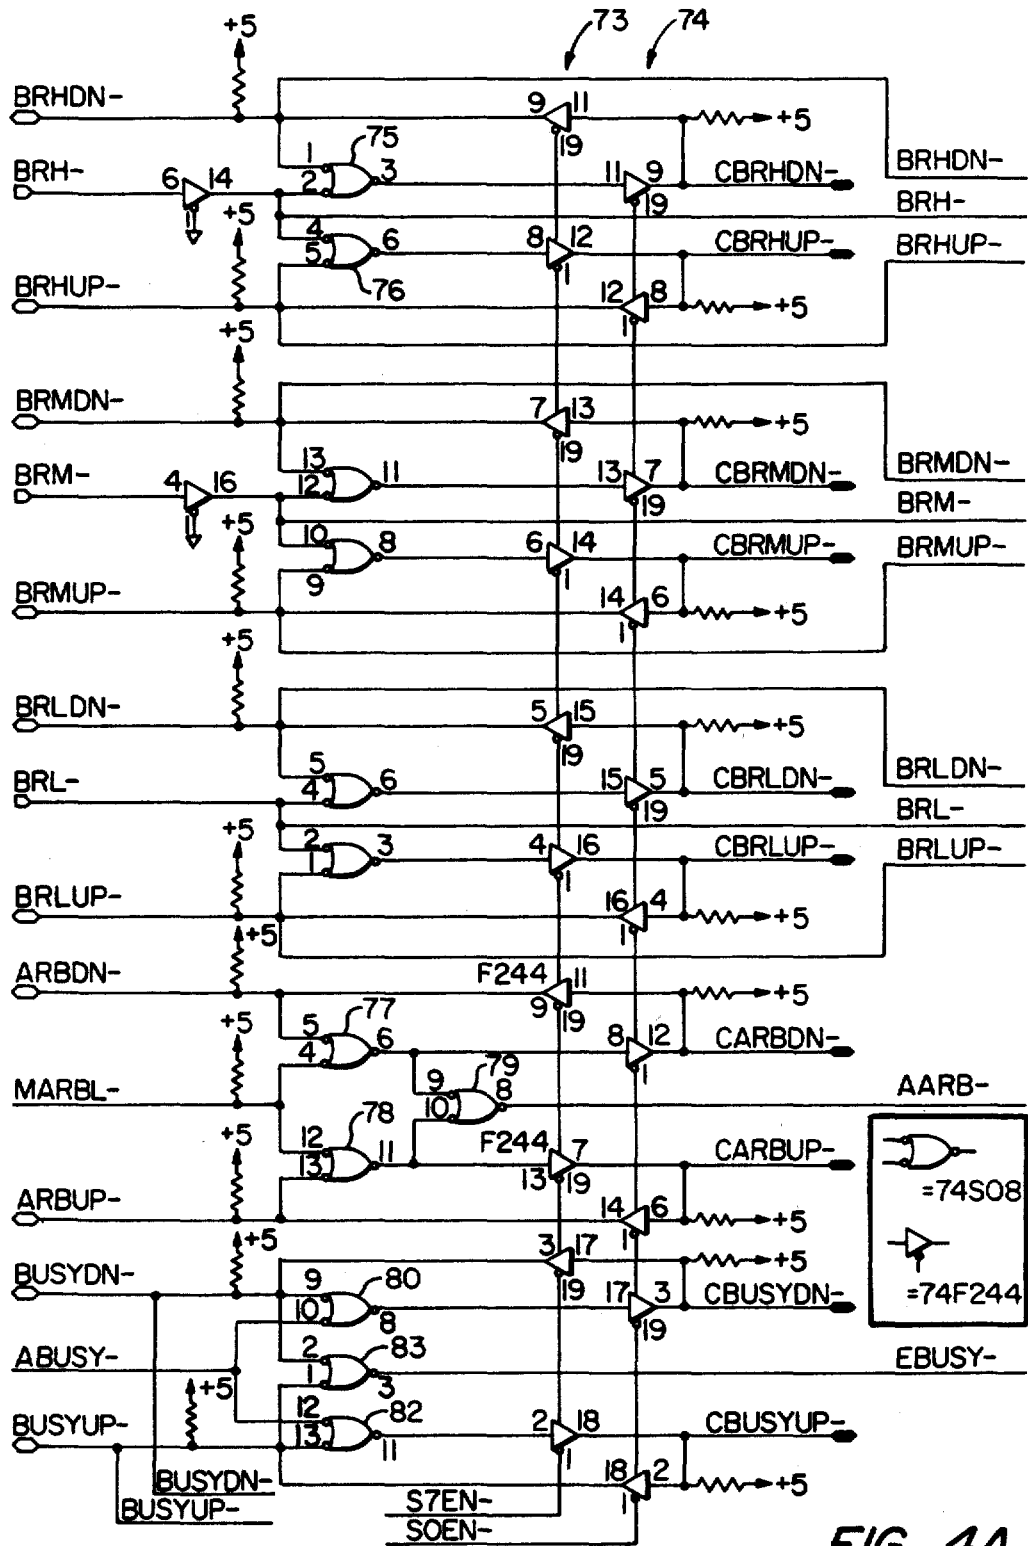 73 74
+5
BRHDN- 9 11 +5
19
75
1
2 3
BRH- 6 14 11 9 CBRHDN- BRHDN-
1 19
BRH-
+5
4
5 6 8 12 CBRHUP- BRHUP-
1
76
BRHUP- 12 8 +5
1
+5
BRMDN- 7 13 +5
19
13
12 11 13 7 CBRMDN- BRMDN-
19
BRM- 4 16 BRM-
1
+5
10
9 8 6 14 CBRMUP- BRMUP-
1
BRMUP- 14 6 +5
1
+5
BRLDN- 5 15 +5
19
5
4 6 15 5 CBRLDN- BRLDN-
19
BRL- BRL-
+5
2
1 3 4 16 CBRLUP- BRLUP-
1
BRLUP- 16 4 +5
1
+5
ARBDN- F244 9 11 +5
19
77
+5
5
4 6 8 12 CARBDN-
1
79
9
10 8
MARBL- AARB-
78
+5
12
13 11 F244 13 7 CARBUP-
19
=74S08
ARBUP- 14 6 +5
1
+5
3 17 +5
19
BUSYDN- 80
9
10 8 17 3 CBUSYDN-
19
=74F244
83
2
1 3
ABUSY- EBUSY-
+5
82
12
13 11 2 18 CBUSYUP-
1
BUSYUP-
18 2 +5
1
BUSYDN-
BUSYUP-
S7EN-
SOEN-
FIG. 4A